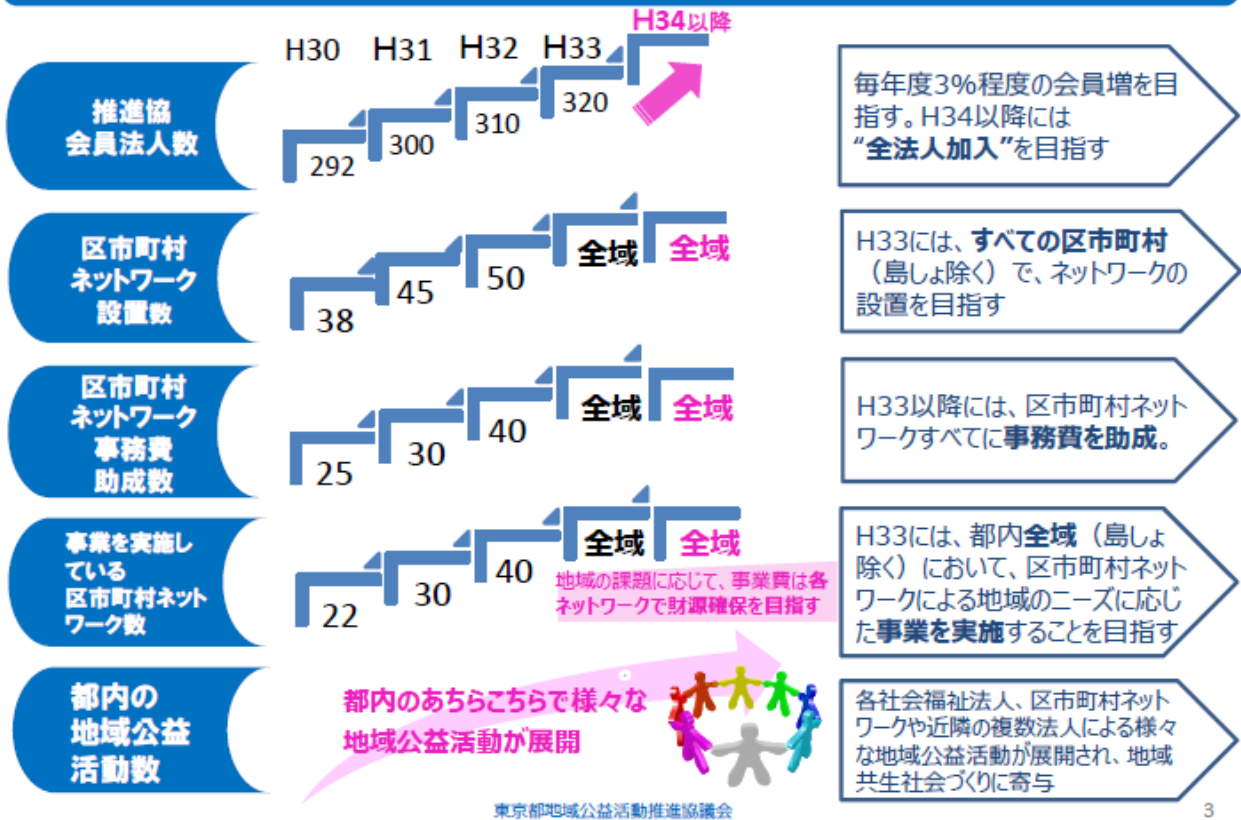 H30 H31 H32 H33 H34以降
推進協
会員法人数
292 300 310 320
毎年度3%程度の会員増を目
指す。H34以降には
“全法人加入”を目指す
区市町村
ネットワーク
設置数
38 45 50 全域 全域
H33には、すべての区市町村
（島しょ除く）で、ネットワークの
設置を目指す
区市町村
ネットワーク
事務費
助成数
25 30 40 全域 全域
H33以降には、区市町村ネット
ワークすべてに事務費を助成。
事業を実施し
ている
区市町村ネット
ワーク数
22 30 40 全域 全域
地域の課題に応じて、事業費は各
ネットワークで財源確保を目指す
H33には、都内全域（島しょ
除く）において、区市町村ネット
ワークによる地域のニーズに応じ
た事業を実施することを目指す
都内の
地域公益
活動数
都内のあちらこちらで様々な
地域公益活動が展開
各社会福祉法人、区市町村ネット
ワークや近隣の複数法人による様々
な地域公益活動が展開され、地域
共生社会づくりに寄与
東京都地域公益活動推進協議会
3